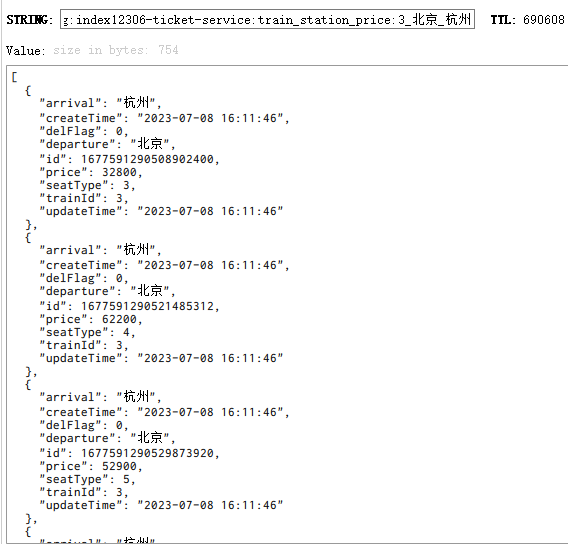 STRING: g:index12306-ticket-service:train_station_price:3_北京_杭州 TTL: 690608
Value: size in bytes: 754
[
{
"arrival": "杭州",
"createTime": "2023-07-08 16:11:46",
"delFlag": 0,
"departure": "北京",
"id": 1677591290508902400,
"price": 32800,
"seatType": 3,
"trainId": 3,
"updateTime": "2023-07-08 16:11:46"
},
{
"arrival": "杭州",
"createTime": "2023-07-08 16:11:46",
"delFlag": 0,
"departure": "北京",
"id": 1677591290521485312,
"price": 62200,
"seatType": 4,
"trainId": 3,
"updateTime": "2023-07-08 16:11:46"
},
{
"arrival": "杭州",
"createTime": "2023-07-08 16:11:46",
"delFlag": 0,
"departure": "北京",
"id": 1677591290529873920,
"price": 52900,
"seatType": 5,
"trainId": 3,
"updateTime": "2023-07-08 16:11:46"
},
{
"arrival": "杭州",